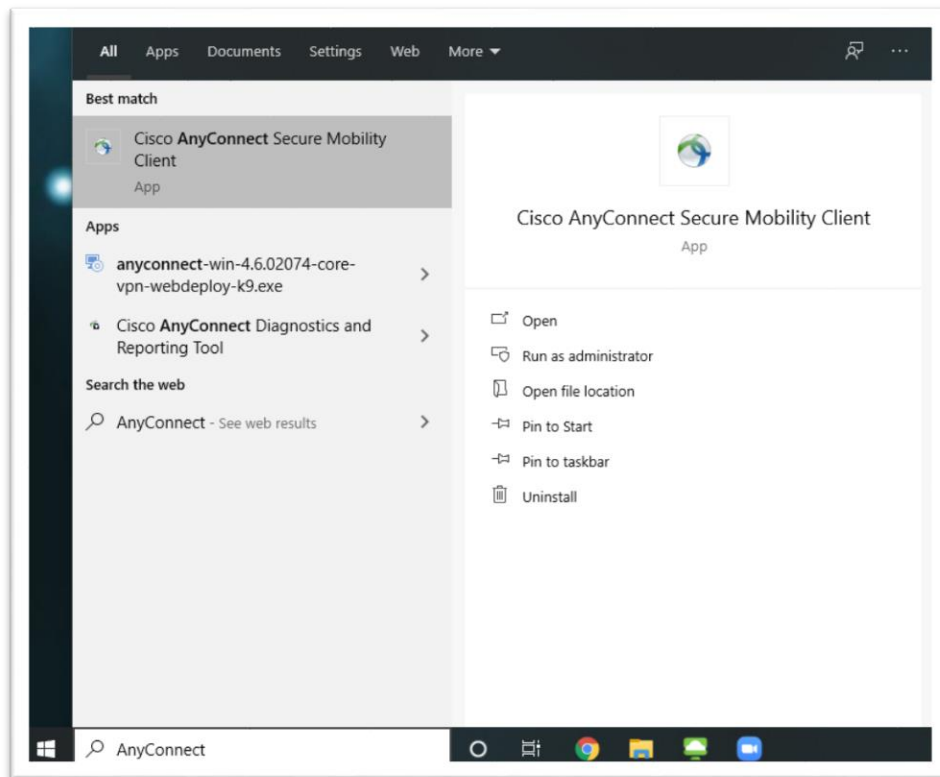 All Apps Documents Settings Web More
Best match
Cisco AnyConnect Secure Mobility
Client
App
Apps
anyconnect-win-4.6.02074-core-
vpn-webdeploy-k9.exe
Cisco AnyConnect Diagnostics and
Reporting Tool
Search the web
AnyConnect - See web results
Cisco AnyConnect Secure Mobility Client
App
Open
Run as administrator
Open file location
Pin to Start
Pin to taskbar
Uninstall
AnyConnect